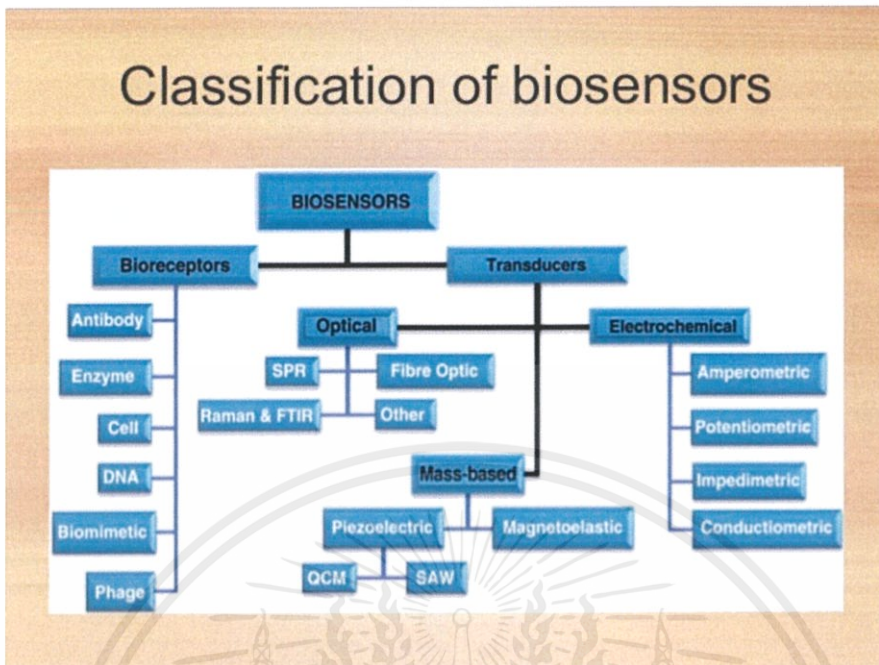 Classification of biosensors
BIOSENSORS
Bioreceptors
Transducers
Antibody
Enzyme
Cell
DNA
Biomimetic
Phage
Optical
SPR
Fibre Optic
Raman & FTIR
Other
Mass-based
Piezoelectric
Magnetoelastic
QCM
SAW
Electrochemical
Amperometric
Potentiometric
Impedimetric
Conductiometric